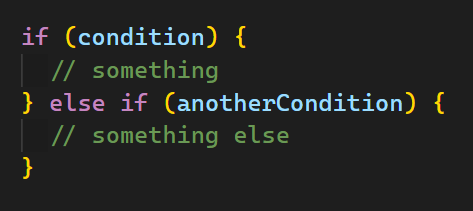 if (condition) {
  // something
} else if (anotherCondition) {
  // something else
}